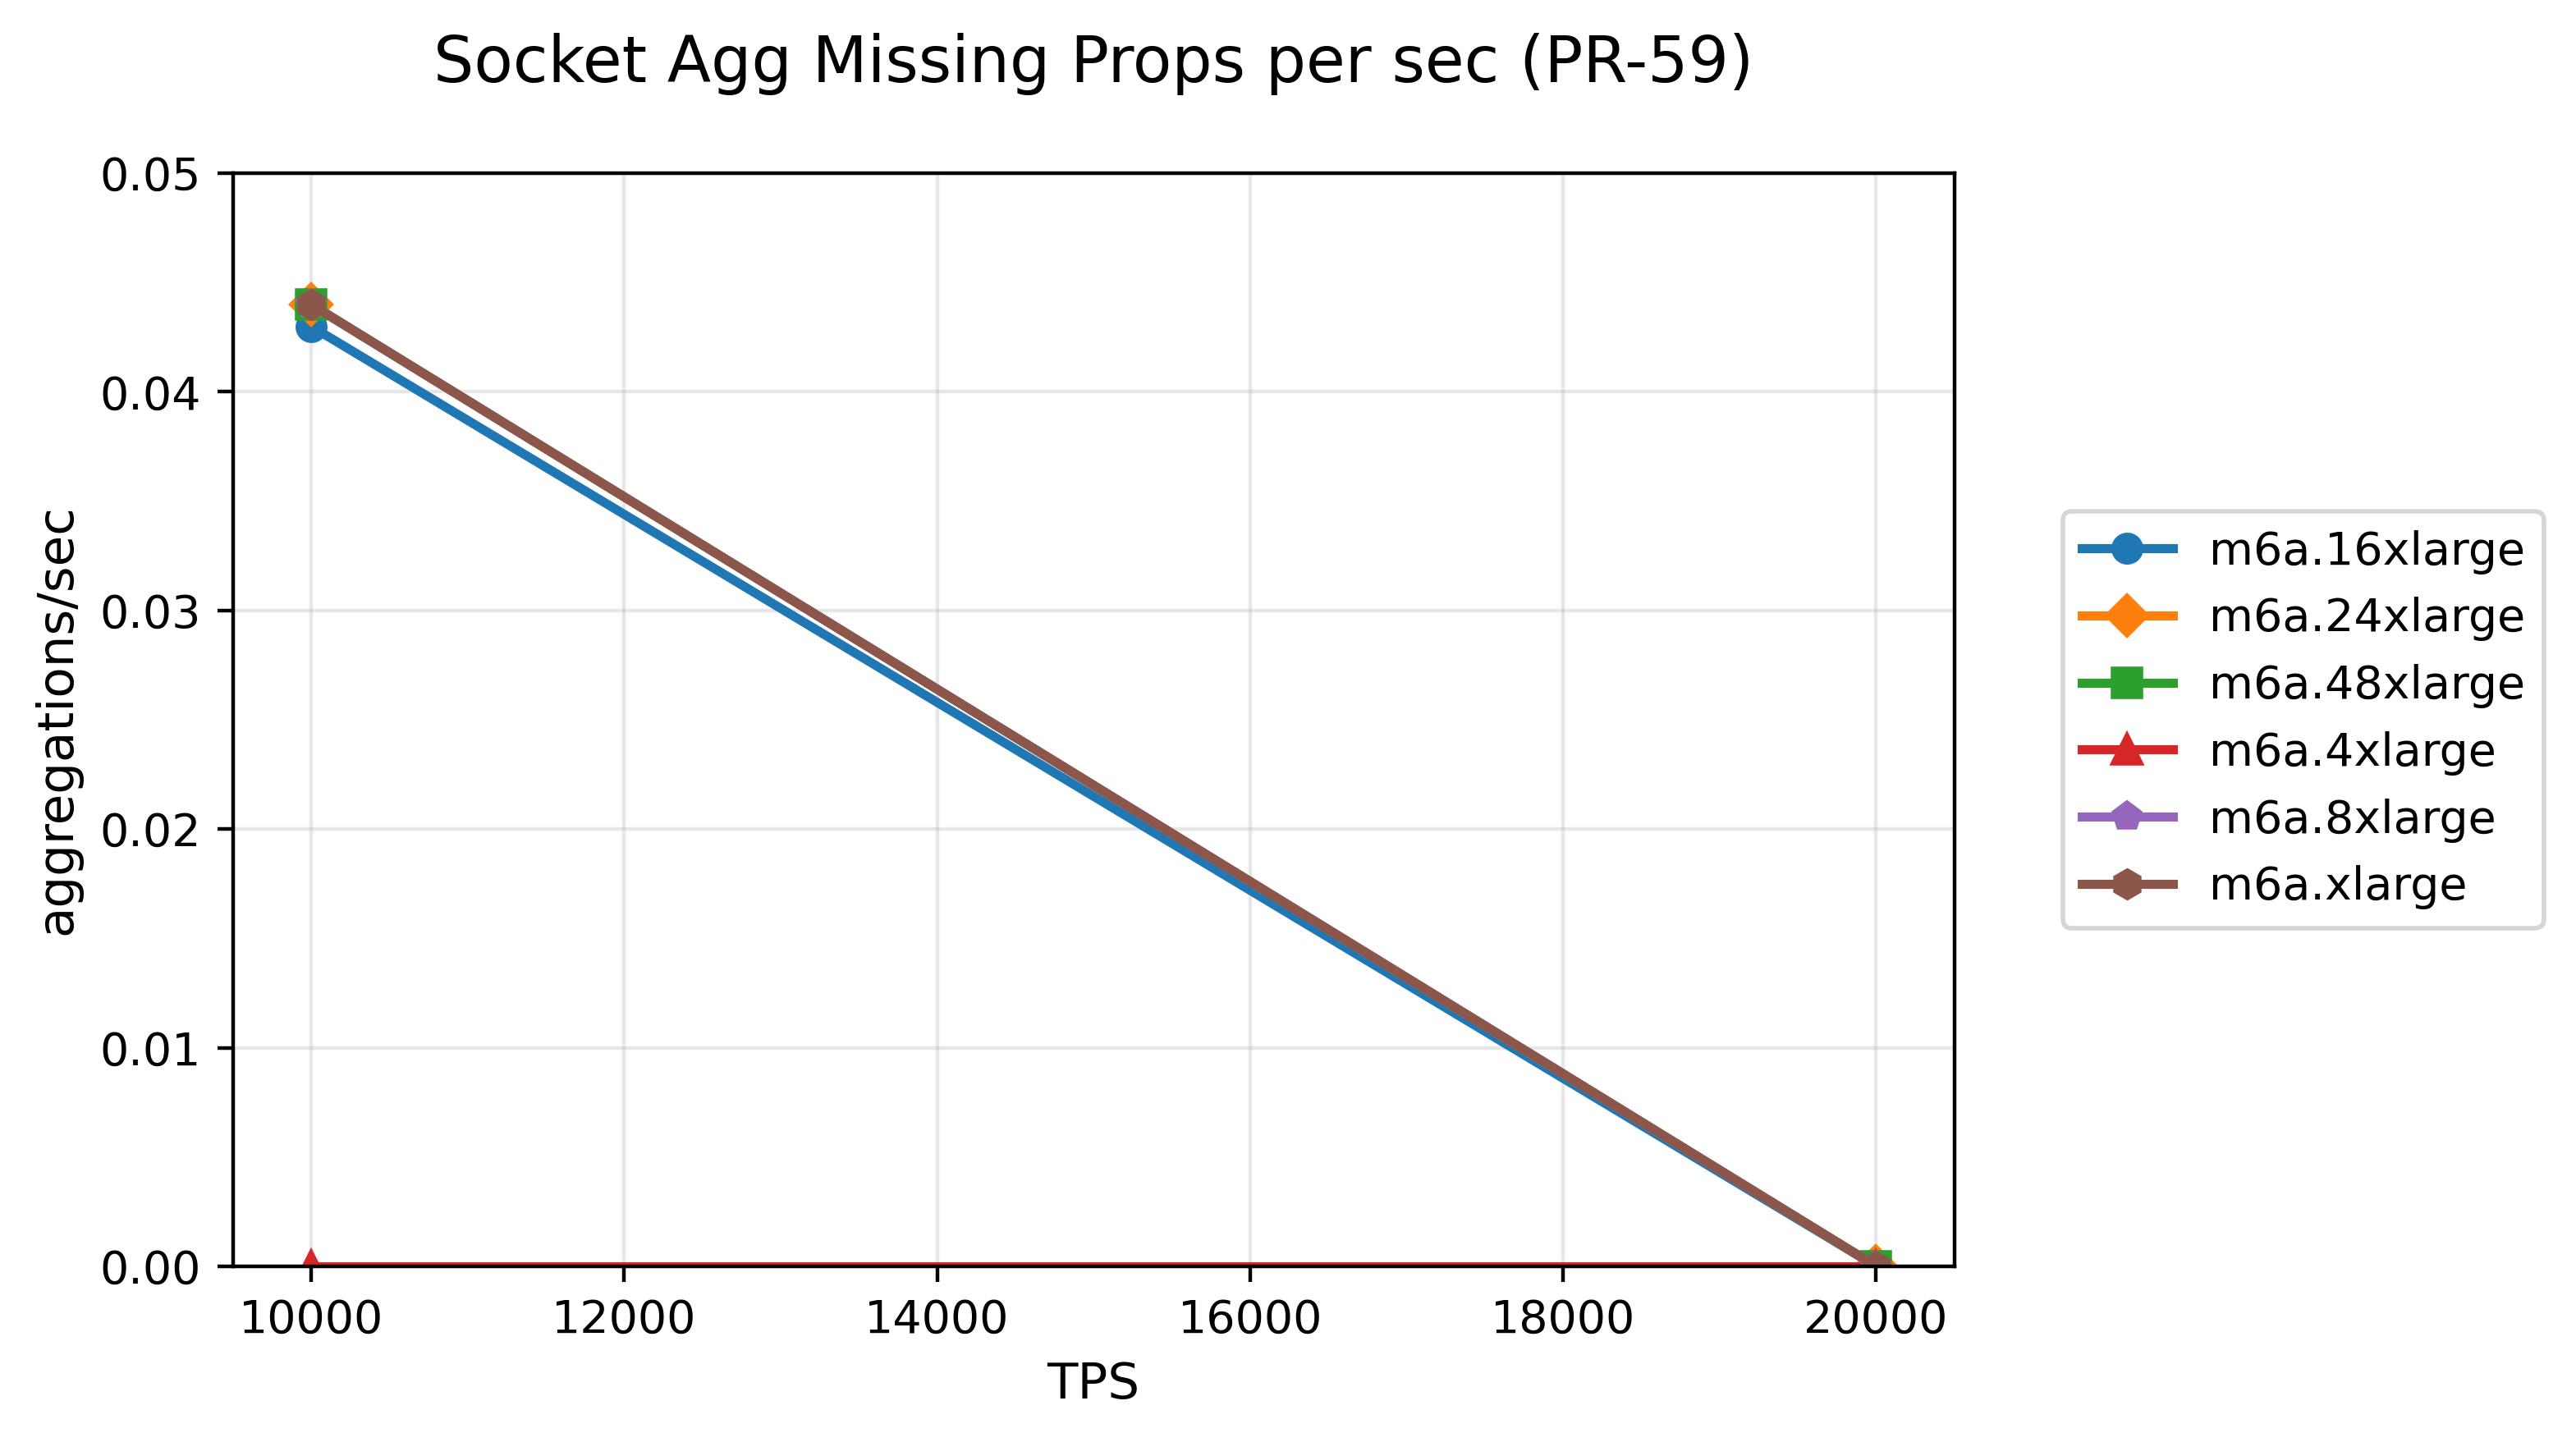 Socket Agg Missing Props per sec (PR-59)
aggregations/sec
0.05
0.04
0.03
0.02
0.01
0.00
10000 12000 14000 16000 18000 20000
TPS
m6a.16xlarge
m6a.24xlarge
m6a.48xlarge
m6a.4xlarge
m6a.8xlarge
m6a.xlarge